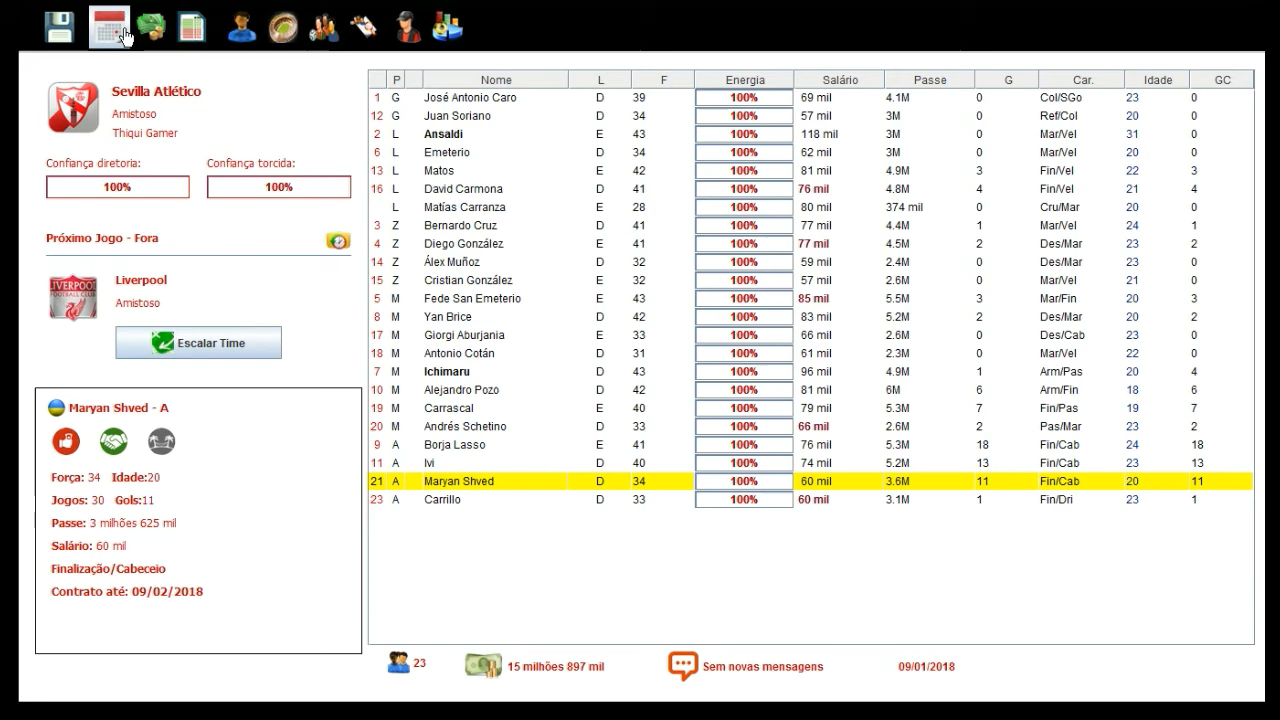 Sevilla Atlético
Amistoso
Thiqui Gamer
Confiança diretoria: Confiança torcida:
100% 100%
Próximo Jogo - Fora
LIVERPOOL
Liverpool
Amistoso
Escalar Time
Maryan Shved - A
Força: 34 Idade:20
Jogos: 30 Gols:11
Passe: 3 milhões 625 mil
Salário: 60 mil
Finalização/Cabeceio
Contrato até: 09/02/2018
P Nome L F Energia Salário Passe G Car. Idade GC
1 G José Antonio Caro D 39 100% 69 mil 4.1M 0 Col/SGo 23 0
12 G Juan Soriano D 34 100% 57 mil 3M 0 Ref/Col 20 0
2 L Ansaldi E 43 100% 118 mil 3M 0 Mar/Vel 31 0
6 L Emeterio D 34 100% 62 mil 3M 0 Mar/Vel 20 0
13 L Matos E 42 100% 81 mil 4.9M 3 Fin/Vel 22 3
16 L David Carmona D 41 100% 76 mil 4.8M 4 Fin/Vel 21 4
L Matías Carranza E 28 100% 80 mil 374 mil 0 Cru/Mar 20 0
3 Z Bernardo Cruz D 41 100% 77 mil 4.4M 1 Mar/Vel 24 1
4 Z Diego González E 41 100% 77 mil 4.5M 2 Des/Mar 23 2
14 Z Álex Muñoz D 32 100% 59 mil 2.4M 0 Des/Mar 23 0
15 Z Cristian González E 32 100% 57 mil 2.6M 0 Mar/Vel 21 0
5 M Fede San Emeterio E 43 100% 85 mil 5.5M 3 Mar/Fin 20 3
8 M Yan Brice D 42 100% 83 mil 5.2M 2 Des/Mar 20 2
17 M Giorgi Aburjania E 33 100% 66 mil 2.6M 0 Des/Cab 23 0
18 M Antonio Cotán D 31 100% 61 mil 2.3M 0 Mar/Vel 22 0
7 M Ichimaru D 43 100% 96 mil 4.9M 1 Arm/Pas 20 4
10 M Alejandro Pozo D 42 100% 81 mil 6M 6 Arm/Fin 18 6
19 M Carrascal E 40 100% 79 mil 5.3M 7 Fin/Pas 19 7
20 M Andrés Schetino D 33 100% 66 mil 2.6M 2 Pas/Mar 23 2
9 A Borja Lasso E 41 100% 76 mil 5.3M 18 Fin/Cab 24 18
11 A Ivi D 40 100% 74 mil 5.2M 13 Fin/Cab 23 13
21 A Maryan Shved D 34 100% 60 mil 3.6M 11 Fin/Cab 20 11
23 A Carrillo D 33 100% 60 mil 3.1M 1 Fin/Dri 23 1
23 15 milhões 897 mil Sem novas mensagens 09/01/2018